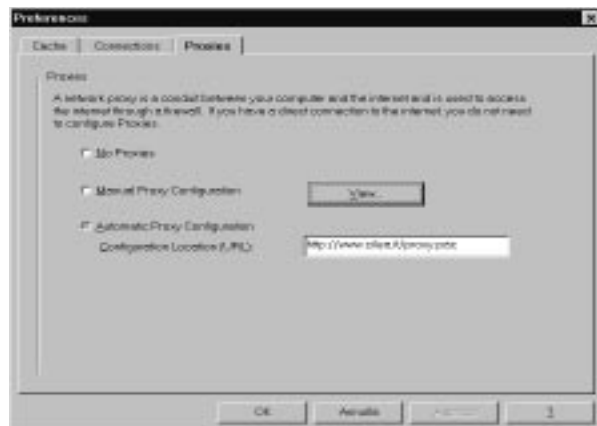 Preferences
Cache Connections Proxies
Proxies
A network proxy is a conduit between your computer and the internet and is used to access
the internet through a firewall. If you have a direct connection to the internet you do not need
to configure Proxies.
No Proxies
Manual Proxy Configuration View...
Automatic Proxy Configuration
Configuration Location (URL):
OK Annulla ?